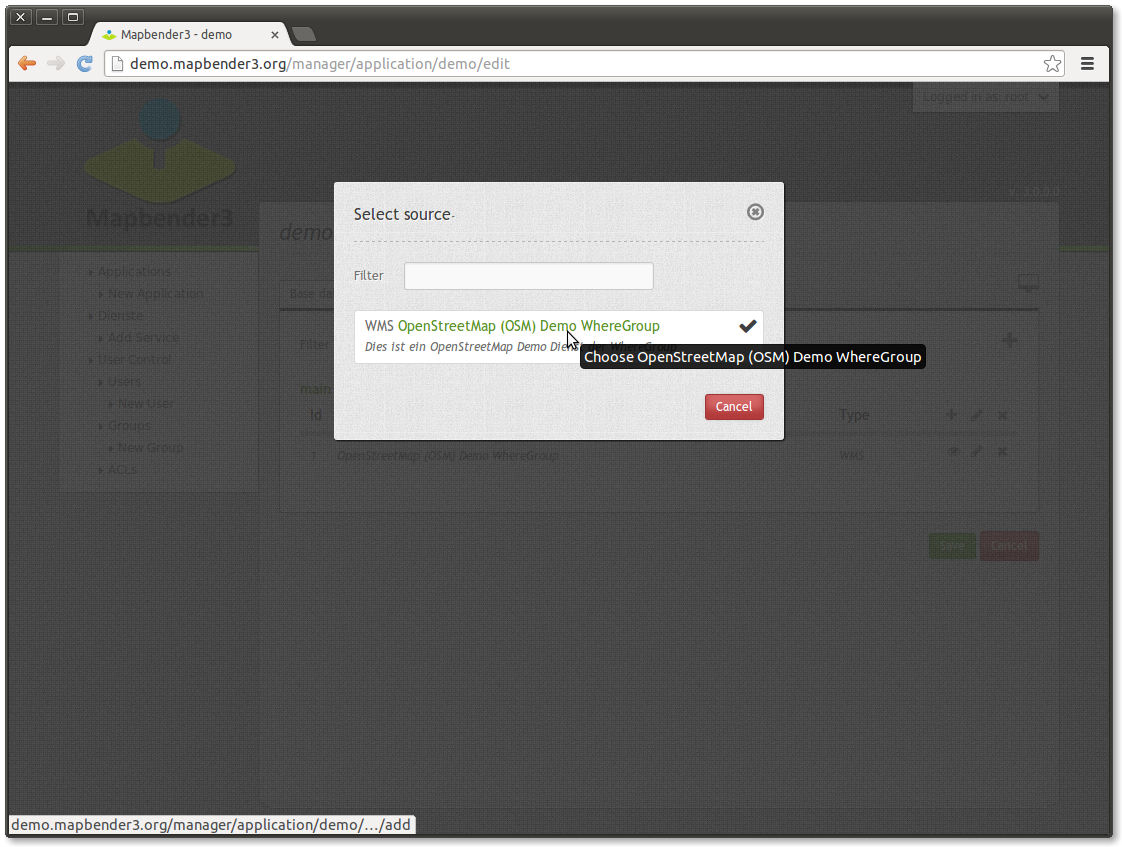 Mapbender3 - demo
demo.mapbender3.org/manager/application/demo/edit
Logged in as: root
v. 3.0.0.0
Mapbender3
demo
Applications
New Application
Dienste
Add Service
User Control
Users
New User
Groups
New Group
ACLs
Base da
Select source-
Filter
WMS OpenStreetMap (OSM) Demo WhereGroup
Dies ist ein OpenStreetMap Demo Dienst der WhereGroup.
Choose OpenStreetMap (OSM) Demo WhereGroup
Cancel
main
Id
Type
1
OpenStreetMap (OSM) Demo WhereGroup
WMS
Save
Cancel
demo.mapbender3.org/manager/application/demo/.../add